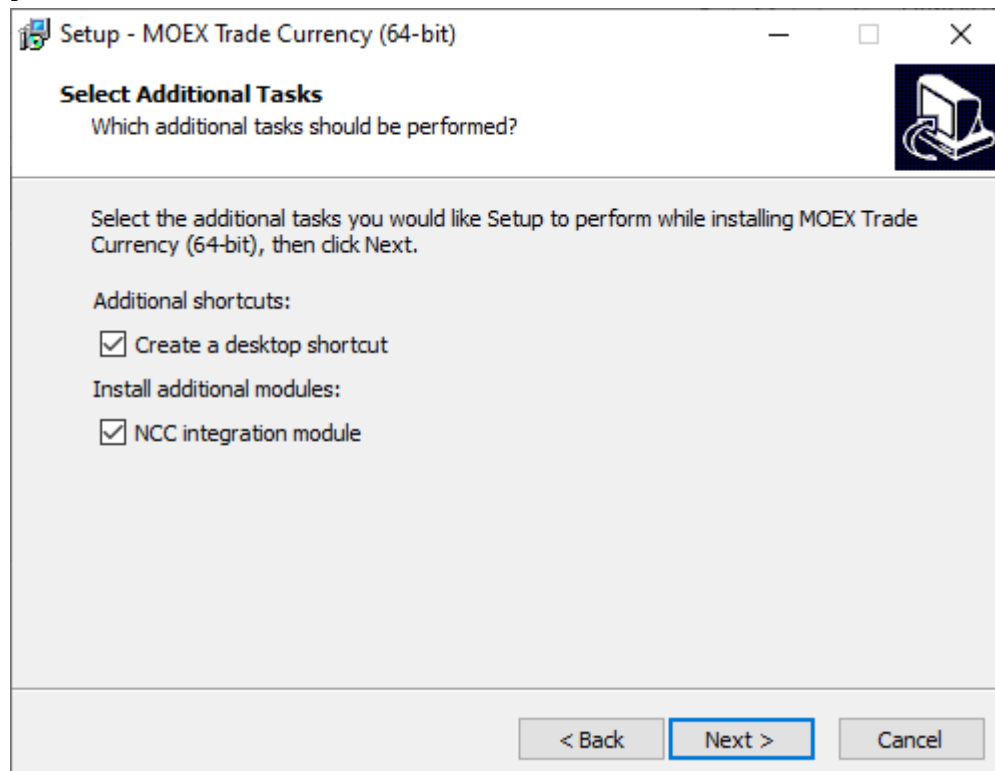 Setup - MOEX Trade Currency (64-bit)
Select Additional Tasks
Which additional tasks should be performed?
Select the additional tasks you would like Setup to perform while installing MOEX Trade
Currency (64-bit), then click Next.
Additional shortcuts:
Create a desktop shortcut
Install additional modules:
NCC integration module
< Back
Next >
Cancel